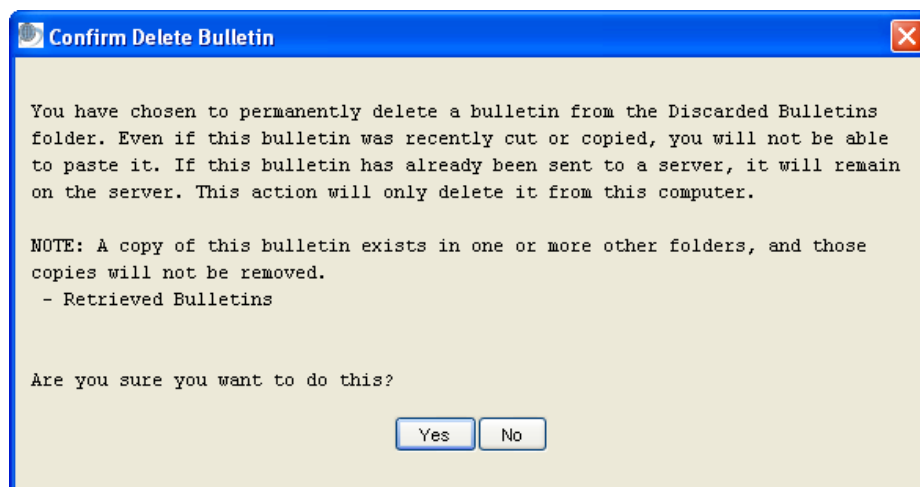 Confirm Delete Bulletin
You have chosen to permanently delete a bulletin from the Discarded Bulletins
folder. Even if this bulletin was recently cut or copied, you will not be able
to paste it. If this bulletin has already been sent to a server, it will remain
on the server. This action will only delete it from this computer.
NOTE: A copy of this bulletin exists in one or more other folders, and those
copies will not be removed.
- Retrieved Bulletins
Are you sure you want to do this?
Yes No